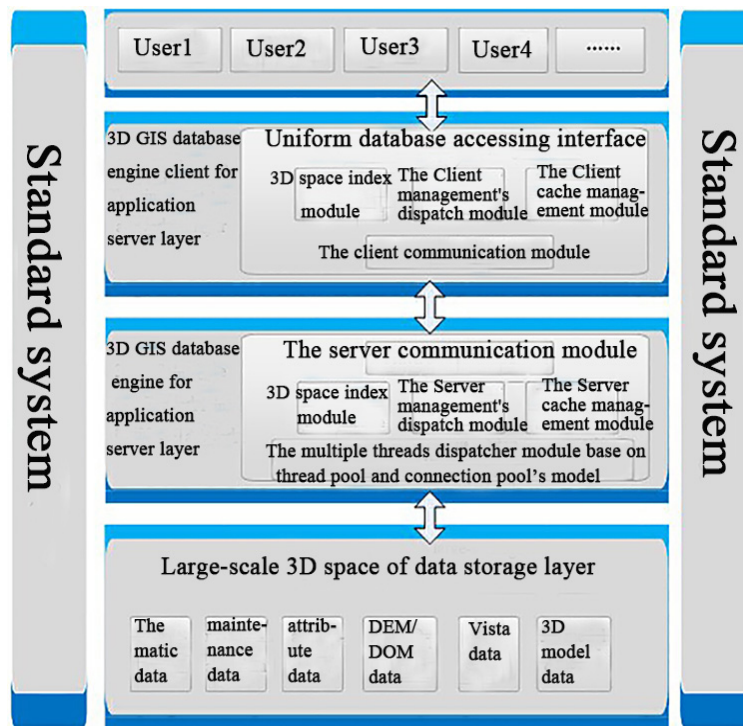 Standard system
User1 User2 User3 User4 ......
3D GIS database
engine client for
application
server layer
Uniform database accessing interface
3D space index
module
The Client
management's
dispatch module
The Client
cache manag-
ement module
The client communication module
3D GIS database
engine for
application
server layer
The server communication module
3D space index
module
The Server
management's
dispatch module
The Server
cache manag-
ement module
The multiple threads dispatcher module base on
thread pool and connection pool's model
Large-scale 3D space of data storage layer
The
matic
data
mainte-
nance data
attrib-
ute data
DEM/
DOM
data
Vista
data
3D
model
data
Standard system